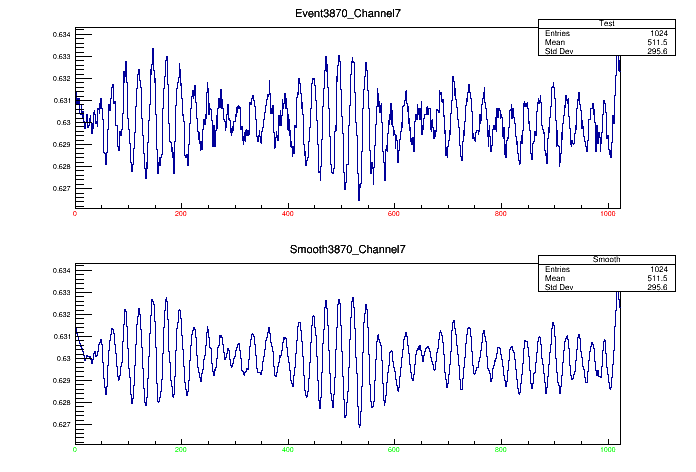 Event3870_Channel7
Test
Entries 1024
Mean 511.5
Std Dev 295.6
0.634
0.633
0.632
0.631
0.63
0.629
0.628
0.627
0 200 400 600 800 1000
Smooth3870_Channel7
Smooth
Entries 1024
Mean 511.5
Std Dev 295.6
0.634
0.633
0.632
0.631
0.63
0.629
0.628
0.627
0 200 400 600 800 1000